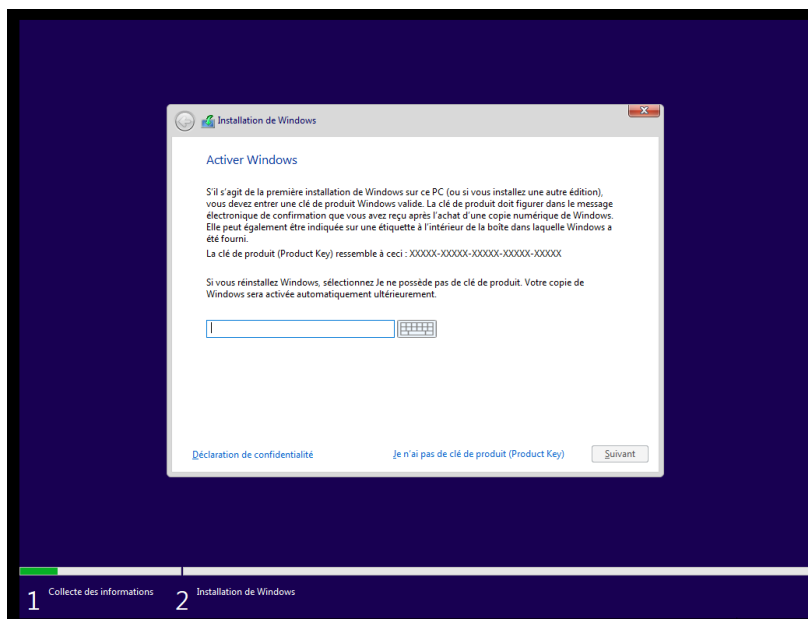 Installation de Windows
Activer Windows
S'il s'agit de la première installation de Windows sur ce PC (ou si vous installez une autre édition),
vous devez entrer une clé de produit Windows valide. La clé de produit doit figurer dans le message
électronique de confirmation que vous avez reçu après l'achat d'une copie numérique de Windows.
Elle peut également être indiquée sur une étiquette à l'intérieur de la boîte dans laquelle Windows a
été fourni.
La clé de produit (Product Key) ressemble à ceci : XXXXX-XXXXX-XXXXX-XXXXX-XXXXX
Si vous réinstallez Windows, sélectionnez Je ne possède pas de clé de produit. Votre copie de
Windows sera activée automatiquement ultérieurement.
Déclaration de confidentialité
Je n'ai pas de clé de produit (Product Key)
Suivant
1 Collecte des informations
2 Installation de Windows